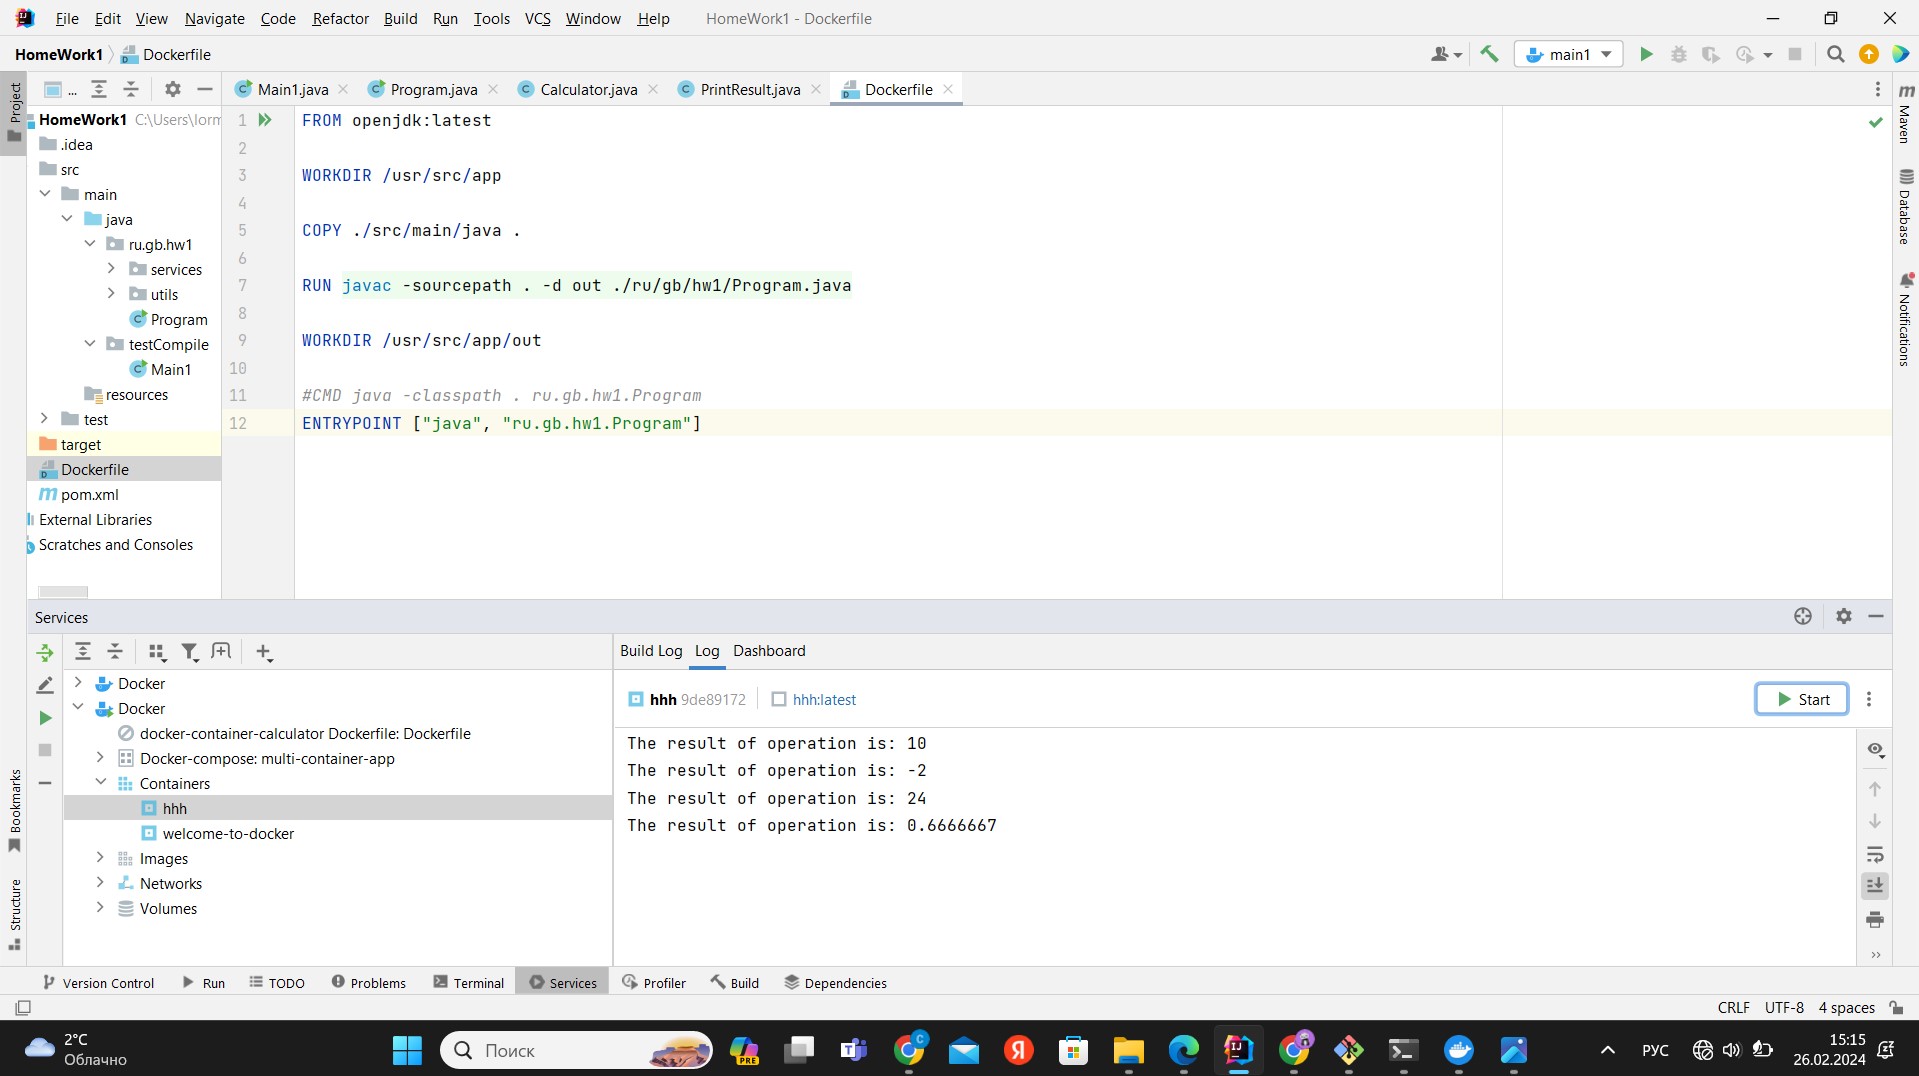 File Edit View Navigate Code Refactor Build Run Tools VCS Window Help HomeWork1 - Dockerfile
HomeWork1 Dockerfile main1
Project
... Main1.java Program.java Calculator.java PrintResult.java Dockerfile
HomeWork1 C:\Users\lorm
.idea
src
main
java
ru.gb.hw1
services
utils
Program
testCompile
Main1
resources
test
target
Dockerfile
pom.xml
External Libraries
Scratches and Consoles
1 FROM openjdk:latest
2
3 WORKDIR /usr/src/app
4
5 COPY ./src/main/java .
6
7 RUN javac -sourcepath . -d out ./ru/gb/hw1/Program.java
8
9 WORKDIR /usr/src/app/out
10
11 #CMD java -classpath . ru.gb.hw1.Program
12 ENTRYPOINT ["java", "ru.gb.hw1.Program"]
Maven
Database
Notifications
Services
Docker
Docker
docker-container-calculator Dockerfile: Dockerfile
Docker-compose: multi-container-app
Containers
hhh
welcome-to-docker
Images
Networks
Volumes
Build Log Log Dashboard
hhh 9de89172 hhh:latest Start
The result of operation is: 10
The result of operation is: -2
The result of operation is: 24
The result of operation is: 0.6666667
Bookmarks
Structure
Version Control Run TODO Problems Terminal Services Profiler Build Dependencies
CRLF UTF-8 4 spaces
2°C
Облачно
Поиск
PRE
РУС
15:15
26.02.2024